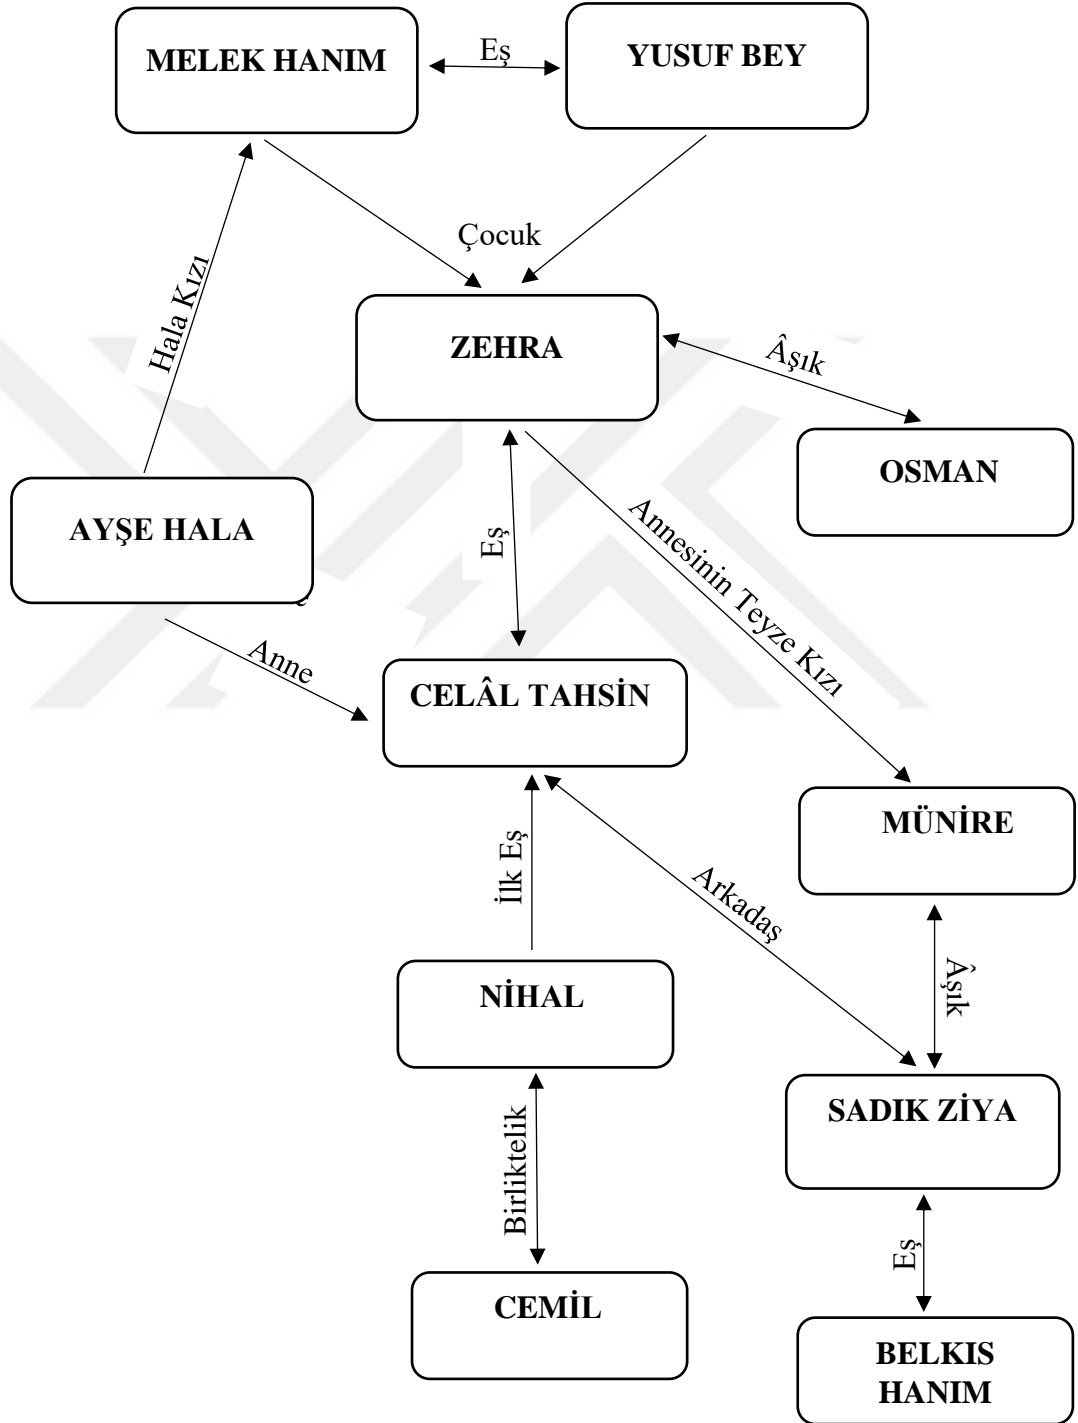 MELEK HANIM
Eş
YUSUF BEY
Çocuk
Hala Kızı
ZEHRA
Âşık
OSMAN
AYŞE HALA
Eş
Annesinin Teyze Kızı
Anne
CELÂL TAHSİN
MÜNİRE
İlk Eş
Arkadaş
Âşık
NİHAL
SADIK ZİYA
Birliktelik
Eş
CEMİL
BELKIS
HANIM